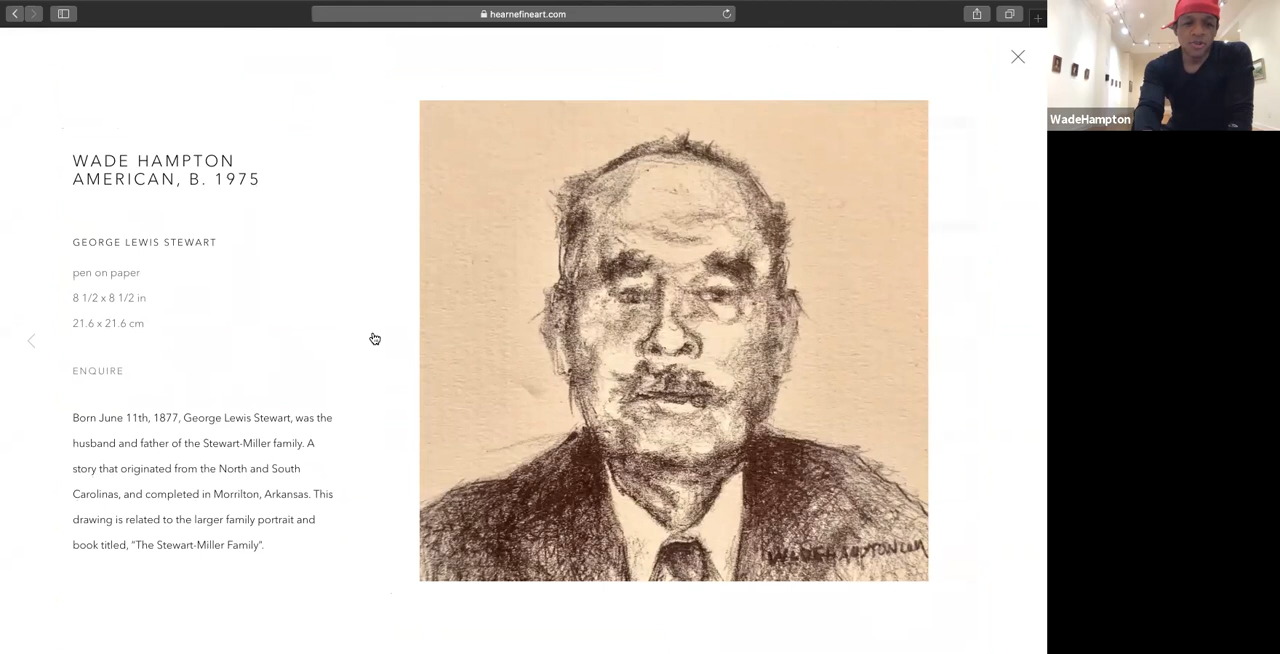 hearnefineart.com
WadeHampton
WADE HAMPTON
AMERICAN, B. 1975
GEORGE LEWIS STEWART
pen on paper
8 1/2 x 8 1/2 in
21.6 x 21.6 cm
ENQUIRE
Born June 11th, 1877, George Lewis Stewart, was the
husband and father of the Stewart-Miller family. A
story that originated from the North and South
Carolinas, and completed in Morrilton, Arkansas. This
drawing is related to the larger family portrait and
book titled, "The Stewart-Miller Family".
WADEHAMPTON.COM